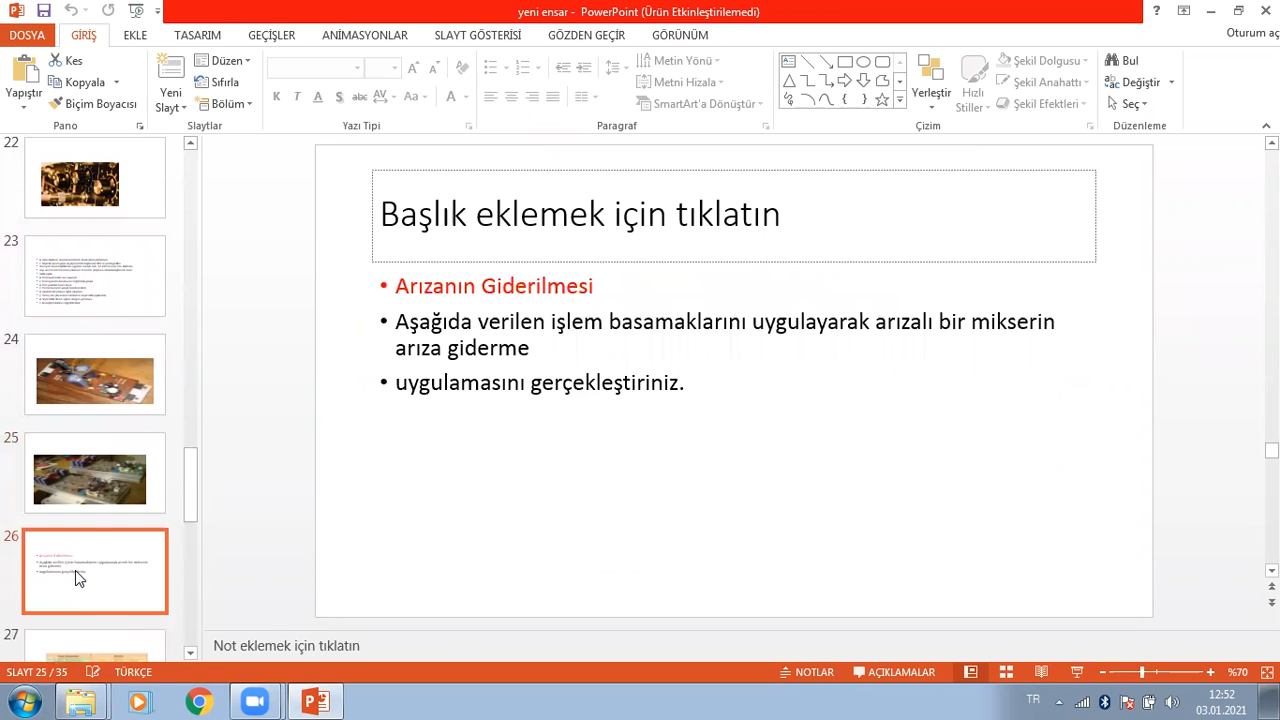 yeni ensar - PowerPoint (Ürün Etkinleştirilemedi)
DOSYA GİRİŞ EKLE TASARIM GEÇİŞLER ANİMASYONLAR SLAYT GÖSTERİSİ GÖZDEN GEÇİR GÖRÜNÜM Oturum aç
Yapıştır
Kes
Kopyala
Biçim Boyacısı
Pano
Yeni
Slayt
Düzen
Sıfırla
Bölüm
Slaytlar
Yazı Tipi
Metin Yönü
Metni Hizala
SmartArt'a Dönüştür
Paragraf
Yerleştir
Hızlı
Stiller
Şekil Dolgusu
Şekil Anahattı
Şekil Efektleri
Çizim
Bul
Değiştir
Seç
Düzenleme
22
23
24
25
26
27
Başlık eklemek için tıklatın
• Arızanın Giderilmesi
• Aşağıda verilen işlem basamaklarını uygulayarak arızalı bir mikserin
arıza giderme
• uygulamasını gerçekleştiriniz.
Not eklemek için tıklatın
SLAYT 25 / 35 TÜRKÇE NOTLAR AÇIKLAMALAR %70
TR 12:52
03.01.2021